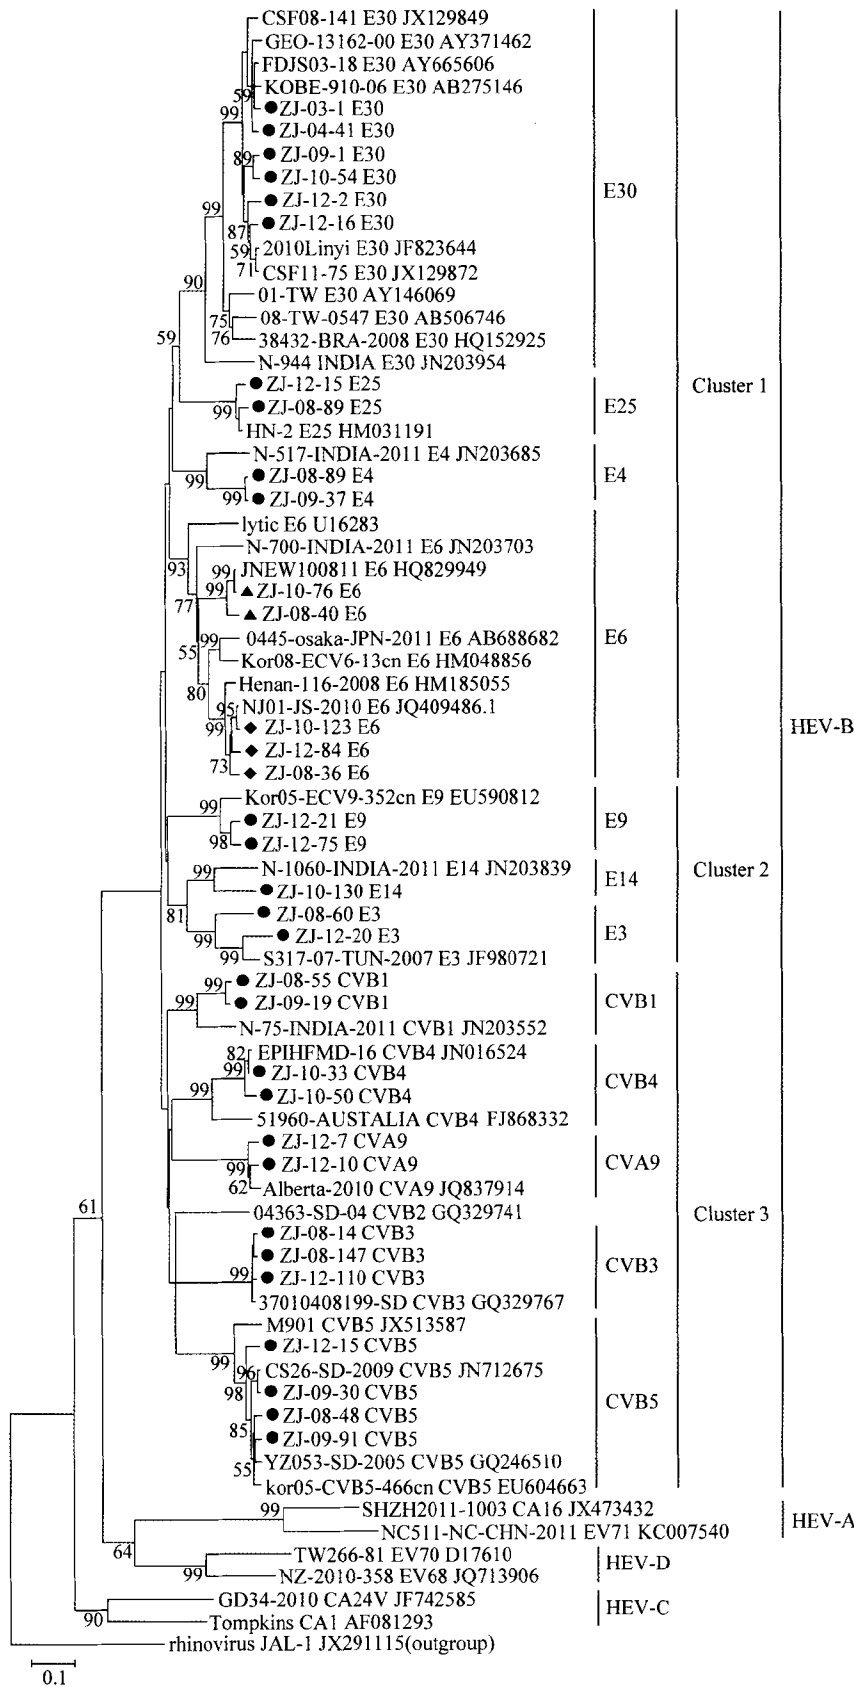 CSF08-141 E30 JX129849
GEO-13162-00 E30 AY371462
FDJS03-18 E30 AY665606
KOBE-910-06 E30 AB275146
59
ZJ-03-1 E30
99
ZJ-04-41 E30
89
ZJ-09-1 E30
ZJ-10-54 E30
E30
ZJ-12-2 E30
99
ZJ-12-16 E30
87
59
2010Linyi E30 JF823644
71
CSF11-75 E30 JX129872
90
01-TW E30 AY146069
75
08-TW-0547 E30 AB506746
76
38432-BRA-2008 E30 HQ152925
59
N-944 INDIA E30 JN203954
ZJ-12-15 E25
Cluster 1
99
ZJ-08-89 E25
E25
HN-2 E25 HM031191
N-517-INDIA-2011 E4 JN203685
99
ZJ-08-89 E4
E4
99
ZJ-09-37 E4
lytic E6 U16283
N-700-INDIA-2011 E6 JN203703
93
99
JNEW100811 E6 HQ829949
99
ZJ-10-76 E6
77
ZJ-08-40 E6
99
0445-osaka-JPN-2011 E6 AB688682
E6
55
Kor08-ECV6-13cn E6 HM048856
80
Henan-116-2008 E6 HM185055
95
NJ01-JS-2010 E6 JQ409486.1
99
ZJ-10-123 E6
HEV-B
ZJ-12-84 E6
73
ZJ-08-36 E6
99
Kor05-ECV9-352cn E9 EU590812
ZJ-12-21 E9
E9
98
ZJ-12-75 E9
99
N-1060-INDIA-2011 E14 JN203839
Cluster 2
ZJ-10-130 E14
E14
81
ZJ-08-60 E3
99
ZJ-12-20 E3
E3
99
S317-07-TUN-2007 E3 JF980721
99
ZJ-08-55 CVB1
99
ZJ-09-19 CVB1
CVB1
N-75-INDIA-2011 CVB1 JN203552
82
EPIHFMD-16 CVB4 JN016524
99
ZJ-10-33 CVB4
CVB4
99
ZJ-10-50 CVB4
51960-AUSTALIA CVB4 FJ868332
ZJ-12-7 CVA9
99
ZJ-12-10 CVA9
CVA9
62
Alberta-2010 CVA9 JQ837914
61
04363-SD-04 CVB2 GQ329741
Cluster 3
ZJ-08-14 CVB3
ZJ-08-147 CVB3
CVB3
99
ZJ-12-110 CVB3
37010408199-SD CVB3 GQ329767
M901 CVB5 JX513587
ZJ-12-15 CVB5
99
96
CS26-SD-2009 CVB5 JN712675
98
ZJ-09-30 CVB5
CVB5
ZJ-08-48 CVB5
85
ZJ-09-91 CVB5
55
YZ053-SD-2005 CVB5 GQ246510
kor05-CVB5-466cn CVB5 EU604663
99
SHZH2011-1003 CA16 JX473432
HEV-A
NC511-NC-CHN-2011 EV71 KC007540
64
TW266-81 EV70 D17610
HEV-D
99
NZ-2010-358 EV68 JQ713906
GD34-2010 CA24V JF742585
HEV-C
90
Tompkins CA1 AF081293
rhinovirus JAL-1 JX291115(outgroup)
0.1